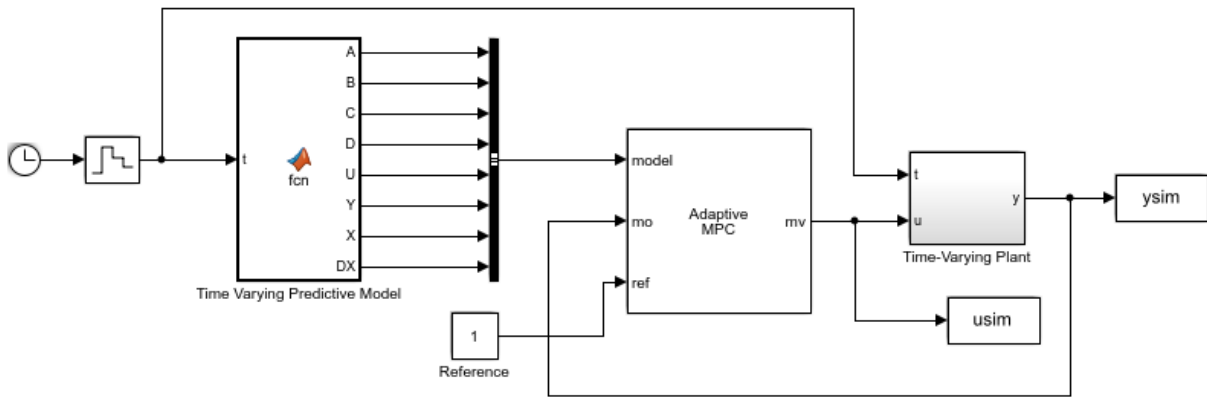 A
B
C
D
t
fcn
U
Y
X
DX
Time Varying Predictive Model
model
mo
ref
Adaptive
MPC
mv
t
u
y
Time-Varying Plant
ysim
usim
1
Reference